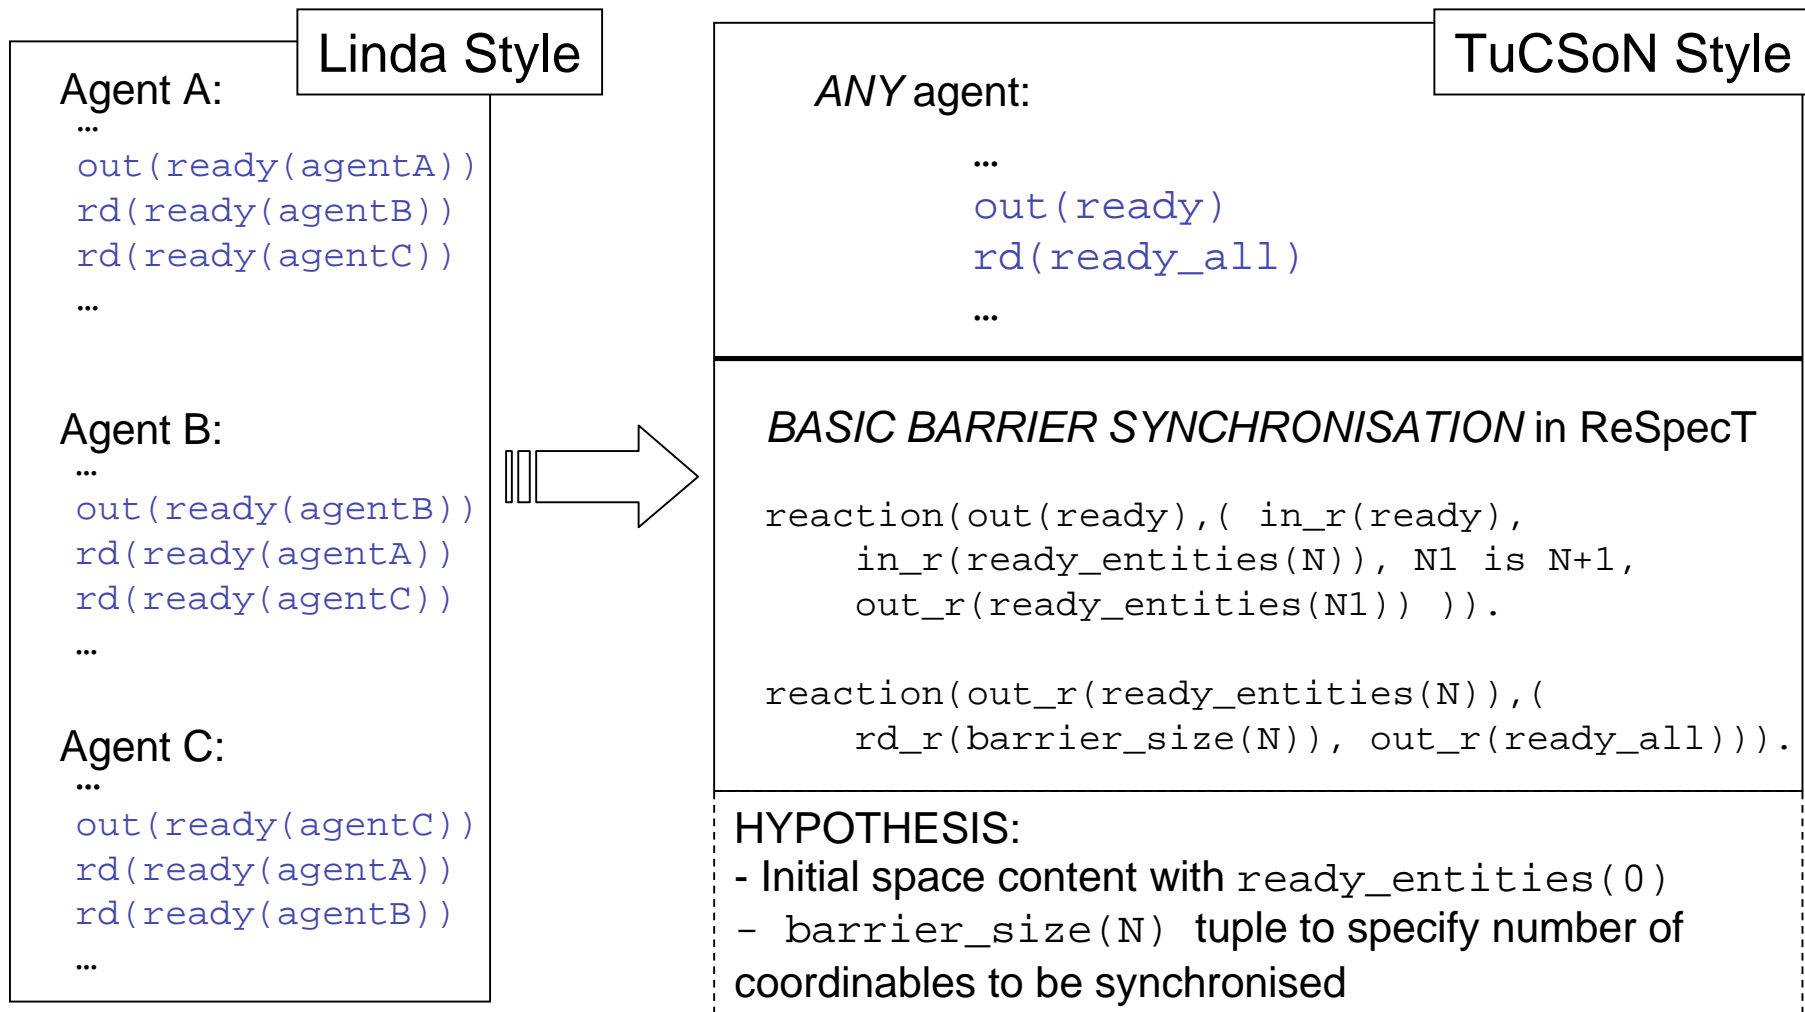 Linda Style
Agent A:
…
out(ready(agentA))
rd(ready(agentB))
rd(ready(agentC))
…
Agent B:
…
out(ready(agentB))
rd(ready(agentA))
rd(ready(agentC))
…
Agent C:
…
out(ready(agentC))
rd(ready(agentA))
rd(ready(agentB))
…
TuCSoN Style
ANY agent:
…
out(ready)
rd(ready_all)
…
BASIC BARRIER SYNCHRONISATION in ReSpecT
reaction(out(ready),( in_r(ready),
in_r(ready_entities(N)), N1 is N+1,
out_r(ready_entities(N1)) )).
reaction(out_r(ready_entities(N)),(
rd_r(barrier_size(N)), out_r(ready_all))).
HYPOTHESIS:
- Initial space content with ready_entities(0)
- barrier_size(N) tuple to specify number of
coordinables to be synchronised